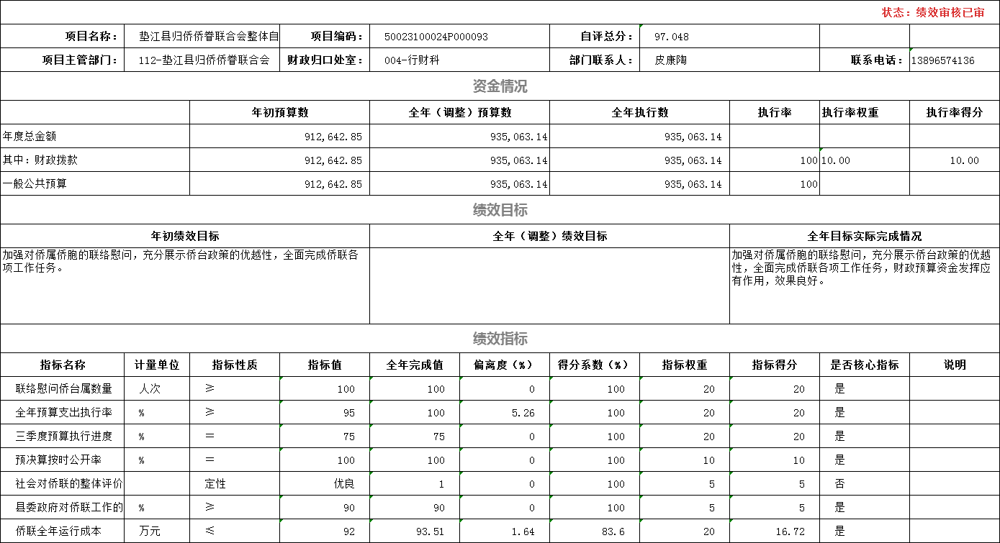 状态：绩效审核已审
项目名称： 垫江县归侨侨眷联合会整体自 项目编码： 50023100024P000093 自评总分： 97.048
项目主管部门： 112-垫江县归侨侨眷联合会 财政归口处室： 004-行财科 部门联系人： 皮康陶 联系电话： 13896574136
资金情况
年初预算数 全年（调整）预算数 全年执行数 执行率 执行率权重 执行率得分
年度总金额 912,642.85 935,063.14 935,063.14
其中：财政拨款 912,642.85 935,063.14 935,063.14 100 10.00 10.00
一般公共预算 912,642.85 935,063.14 935,063.14 100
绩效目标
年初绩效目标 全年（调整）绩效目标 全年目标实际完成情况
加强对侨属侨胞的联络慰问，充分展示侨台政策的优越性，全面完成侨联各
项工作任务。
加强对侨属侨胞的联络慰问，充分展示侨台政策的优越
性，全面完成侨联各项工作任务，财政预算资金发挥应
有作用，效果良好。
绩效指标
指标名称 计量单位 指标性质 指标值 全年完成值 偏离度（%） 得分系数（%） 指标权重 指标得分 是否核心指标 说明
联络慰问侨台属数量 人次 ≥ 100 100 0 100 20 20 是
全年预算支出执行率 % ≥ 95 100 5.26 100 20 20 是
三季度预算执行进度 % ＝ 75 75 0 100 20 20 是
预决算按时公开率 % ＝ 100 100 0 100 10 10 是
社会对侨联的整体评价 定性 优良 1 0 100 5 5 否
县委政府对侨联工作的 % ≥ 90 90 0 100 5 5 是
侨联全年运行成本 万元 ≤ 92 93.51 1.64 83.6 20 16.72 是